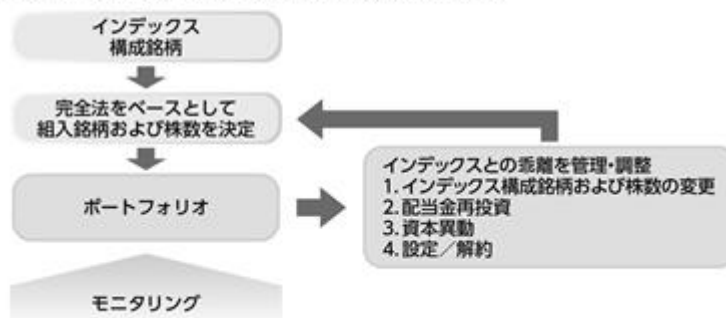 インデックス
構成銘柄
完全法をベースとして
組入銘柄および株数を決定
ポートフォリオ
インデックスとの乖離を管理・調整
1.インデックス構成銘柄および株数の変更
2.配当金再投資
3.資本異動
4.設定／解約
モニタリング